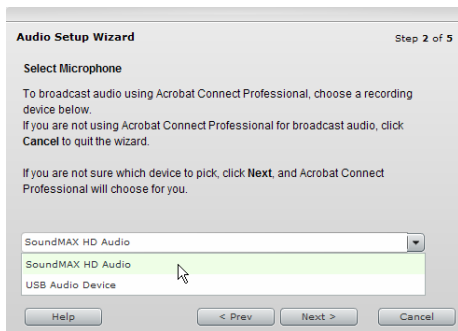 Audio Setup Wizard Step 2 of 5
Select Microphone
To broadcast audio using Acrobat Connect Professional, choose a recording
device below.
If you are not using Acrobat Connect Professional for broadcast audio, click
Cancel to quit the wizard.
If you are not sure which device to pick, click Next, and Acrobat Connect
Professional will choose for you.
SoundMAX HD Audio
SoundMAX HD Audio
USB Audio Device
Help < Prev Next > Cancel